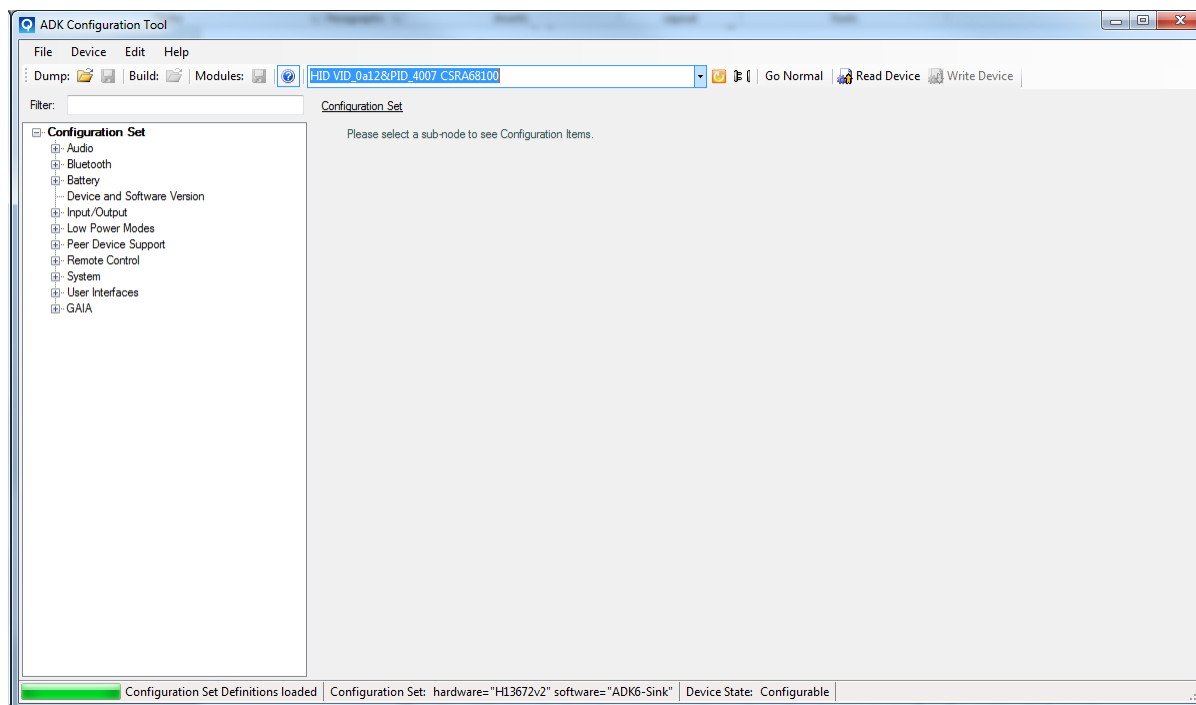 ADK Configuration Tool
File Device Edit Help
Dump: Build: Modules: HID VID_0a12&PID_4007 CSRA68100 Go Normal Read Device Write Device
Filter:
Configuration Set
Please select a sub-node to see Configuration Items.
Configuration Set
Audio
Bluetooth
Battery
Device and Software Version
Input/Output
Low Power Modes
Peer Device Support
Remote Control
System
User Interfaces
GAIA
Configuration Set Definitions loaded Configuration Set: hardware="H13672v2" software="ADK6-Sink" Device State: Configurable